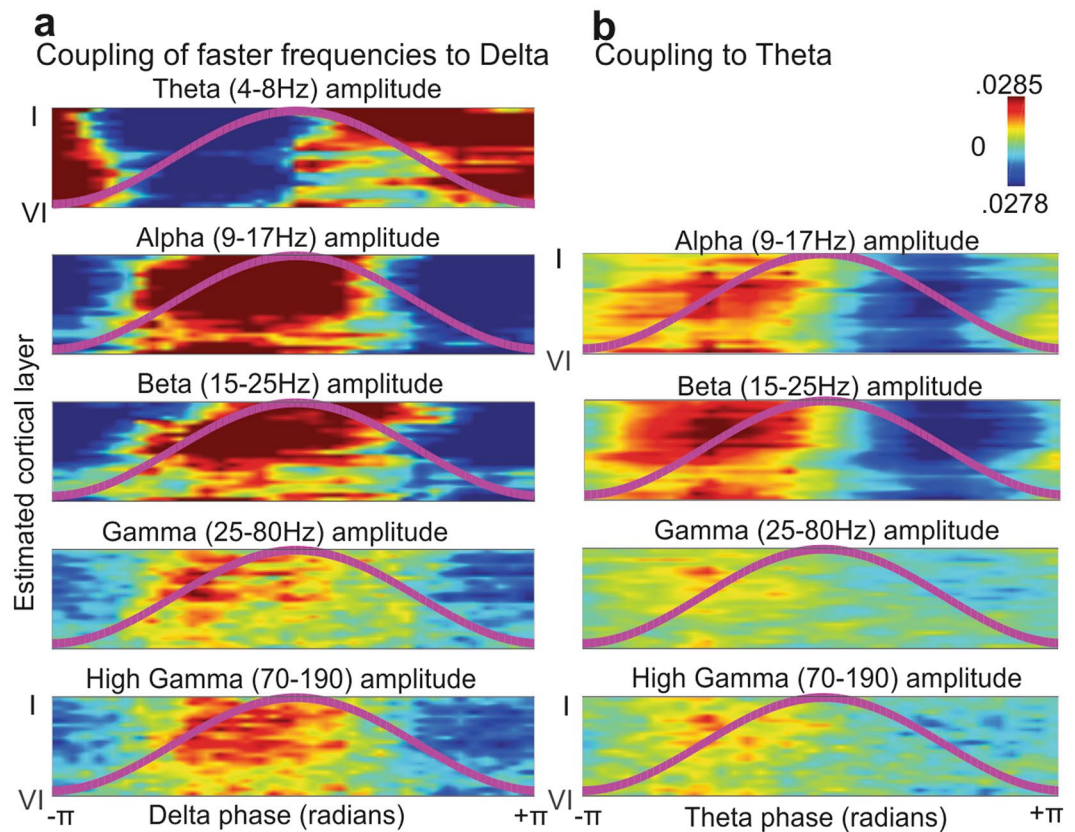 a
Coupling of faster frequencies to Delta
Theta (4-8Hz) amplitude
I
VI
Alpha (9-17Hz) amplitude
Beta (15-25Hz) amplitude
Gamma (25-80Hz) amplitude
High Gamma (70-190) amplitude
I
VI
-π
Delta phase (radians)
+π
Estimated cortical layer
b
Coupling to Theta
.0285
0
.0278
Alpha (9-17Hz) amplitude
I
VI
Beta (15-25Hz) amplitude
Gamma (25-80Hz) amplitude
High Gamma (70-190) amplitude
I
VI
-π
Theta phase (radians)
+π